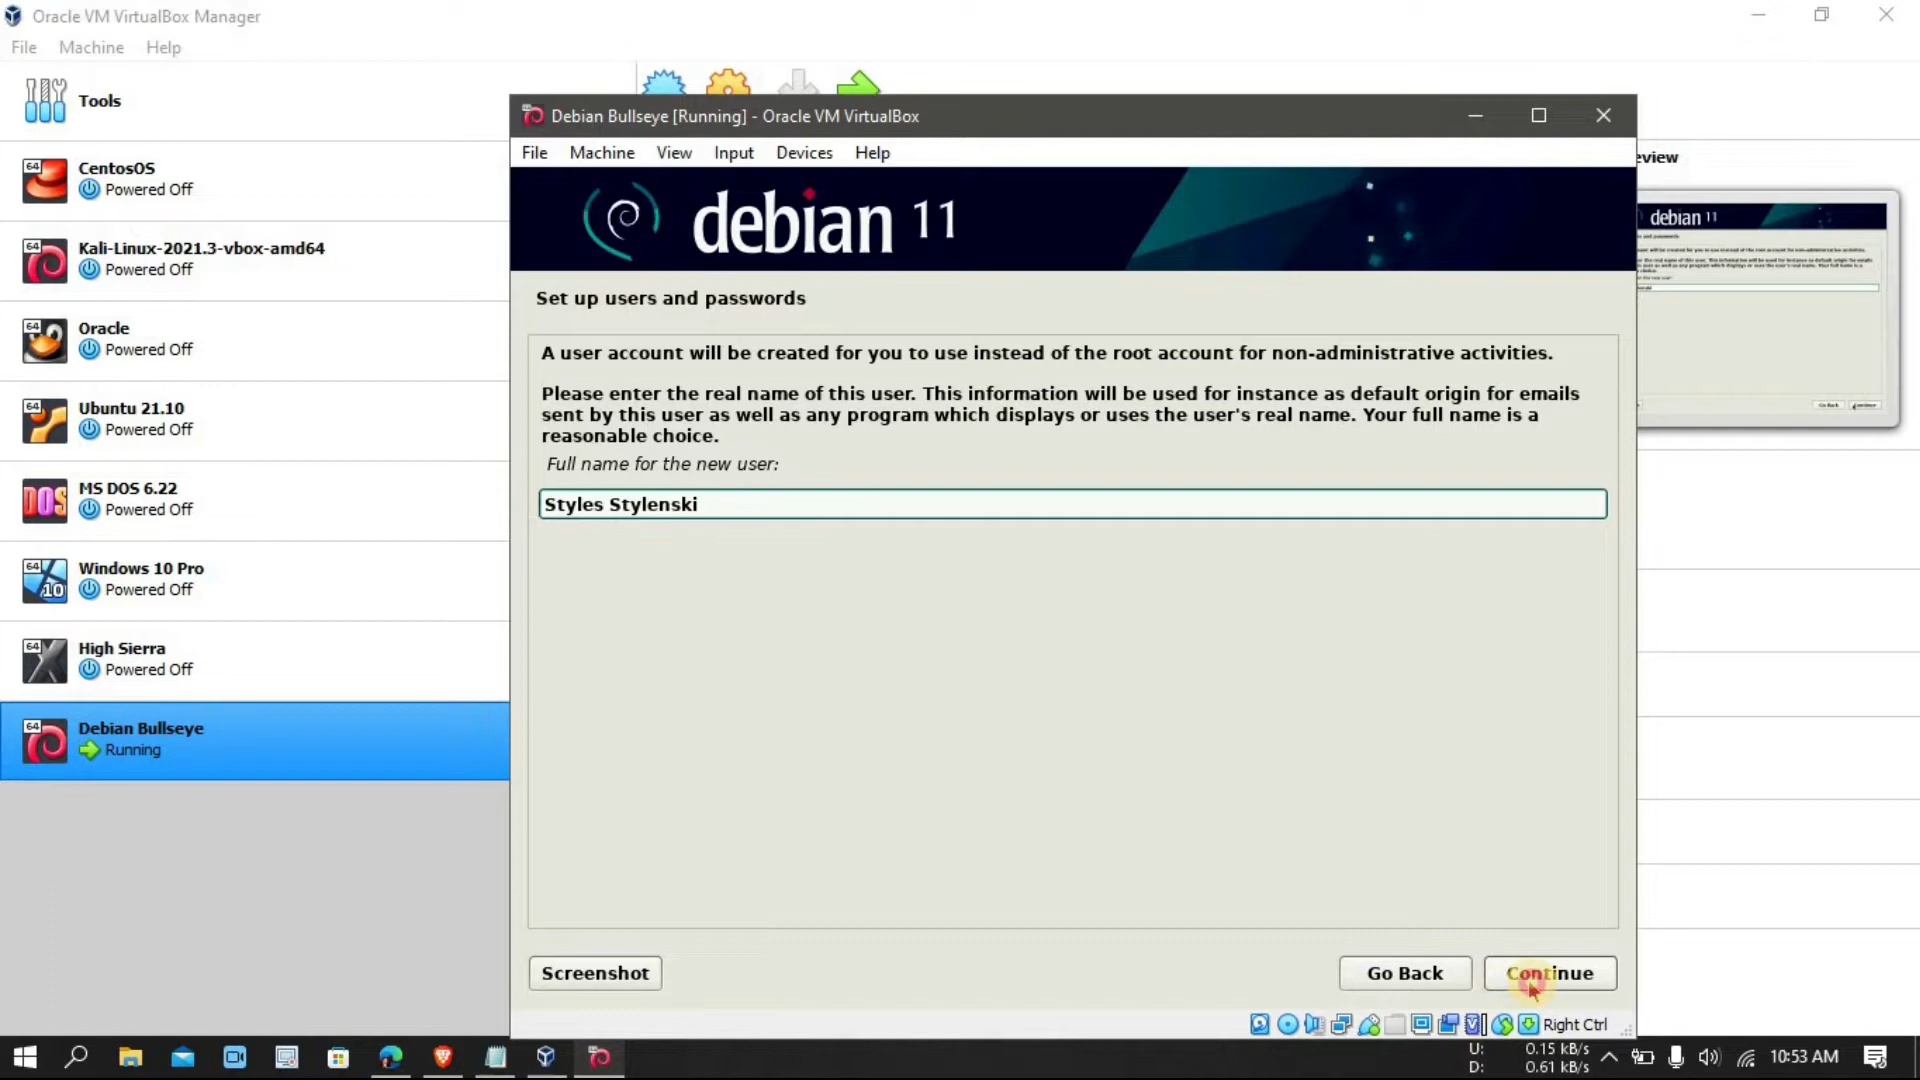 Oracle VM VirtualBox Manager
File Machine Help
Tools
CentosOS
Powered Off
Kali-Linux-2021.3-vbox-amd64
Powered Off
Oracle
Powered Off
Ubuntu 21.10
Powered Off
MS DOS 6.22
Powered Off
Windows 10 Pro
Powered Off
High Sierra
Powered Off
Debian Bullseye
Running
Debian Bullseye [Running] - Oracle VM VirtualBox
File Machine View Input Devices Help
debian 11
Set up users and passwords
A user account will be created for you to use instead of the root account for non-administrative activities.
Please enter the real name of this user. This information will be used for instance as default origin for emails
sent by this user as well as any program which displays or uses the user's real name. Your full name is a
reasonable choice.
Full name for the new user:
Styles Stylenski
Screenshot Go Back Continue
Right Ctrl
eview
debian 11
Go Back Continue
U: 0.15 kB/s
D: 0.61 kB/s
10:53 AM